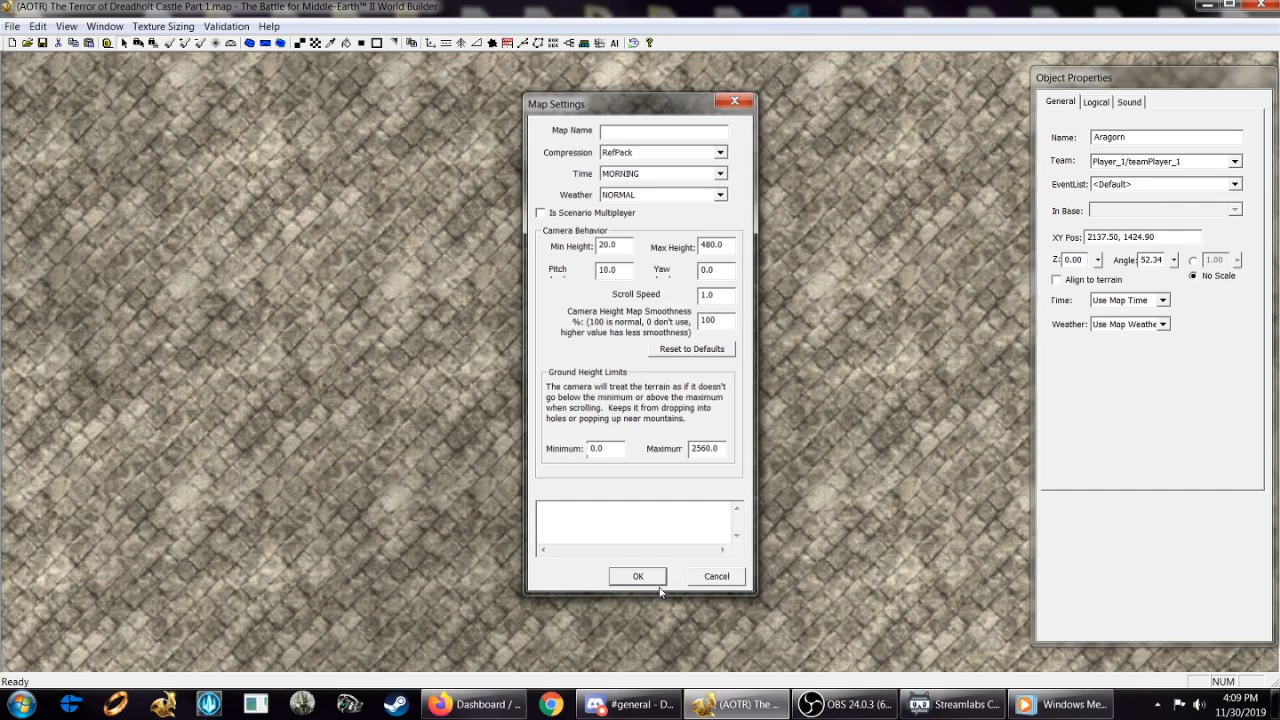 (AOTR) The Terror of Dreadholt Castle Part 1.map - The Battle for Middle-Earth™ II World Builder
File Edit View Window Texture Sizing Validation Help
AI
Map Settings
Map Name
Compression RefPack
Time MORNING
Weather NORMAL
Is Scenario Multiplayer
Camera Behavior
Min Height: 20.0 Max Height: 480.0
Pitch 10.0 Yaw 0.0
Scroll Speed 1.0
Camera Height Map Smoothness
%: (100 is normal, 0 don't use, 100
higher value has less smoothness)
Reset to Defaults
Ground Height Limits
The camera will treat the terrain as if it doesn't
go below the minimum or above the maximum
when scrolling. Keeps it from dropping into
holes or popping up near mountains.
Minimum: 0.0 Maximum 2560.0
OK Cancel
Object Properties
General Logical Sound
Name: Aragorn
Team: Player_1/teamPlayer_1
EventList: <Default>
In Base:
XY Pos: 2137.50, 1424.90
Z: 0.00 Angle: 52.34 1.00
No Scale
Align to terrain
Time: Use Map Time
Weather: Use Map Weathe
Ready NUM
Dashboard / ... #general - D... (AOTR) The ... OBS 24.0.3 (6... Streamlabs C... Windows Me...
4:09 PM
11/30/2019